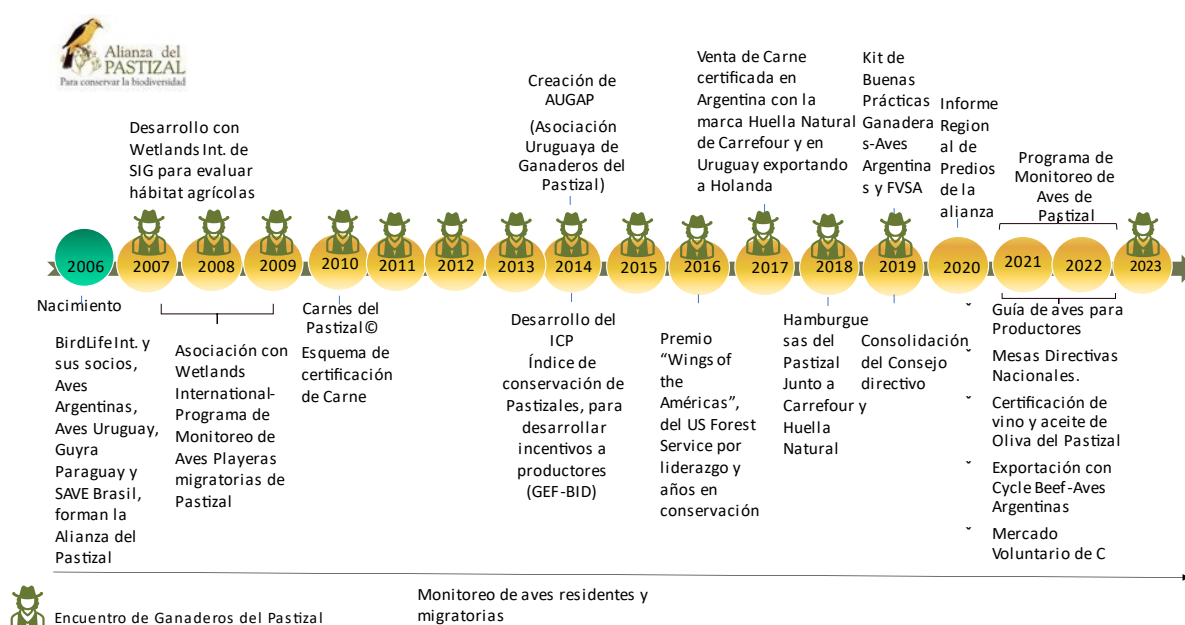 Alianza del
PASTIZAL
Para conservar la biodiversidad
Desarrollo con
Wetlands Int. de
SIG para evaluar
hábitat agrícolas
Creación de
AUGAP
(Asociación
Uruguaya de
Ganaderos del
Pastizal)
Venta de Carne
certificada en
Argentina con la
marca Huella Natural
de Carrefour y en
Uruguay exportando
a Holanda
Kit de
Buenas
Prácticas
Ganadera
s-Aves
Argentina
s y FVSA
Informe
Region
al de
Predios
de la
alianza
Programa de
Monitoreo de
Aves de
Pastizal
2006
2007
2008
2009
2010
2011
2012
2013
2014
2015
2016
2017
2018
2019
2020
2021
2022
2023
Nacimiento
BirdLife Int. y
sus socios,
Aves
Argentinas,
Aves Uruguay,
Guyra
Paraguay y
SAVE Brasil,
forman la
Alianza del
Pastizal
Asociación con
Wetlands
International-
Programa de
Monitoreo de
Aves Playeras
migratorias de
Pastizal
Carnes del
Pastizal©
Esquema de
certificación
de Carne
Desarrollo del
ICP
Índice de
conservación de
Pastizales, para
desarrollar
incentivos a
productores
(GEF-BID)
Premio
“Wings of
the
Américas”,
del US Forest
Service por
liderazgo y
años en
conservación
Hamburgue
sas del
Pastizal
Junto a
Carrefour y
Huella
Natural
Consolidación
del Consejo
directivo
Guía de aves para
Productores
Mesas Directivas
Nacionales.
Certificación de
vino y aceite de
Oliva del Pastizal
Exportación con
Cycle Beef-Aves
Argentinas
Mercado
Voluntario de C
Encuentro de Ganaderos del Pastizal
Monitoreo de aves residentes y
migratorias